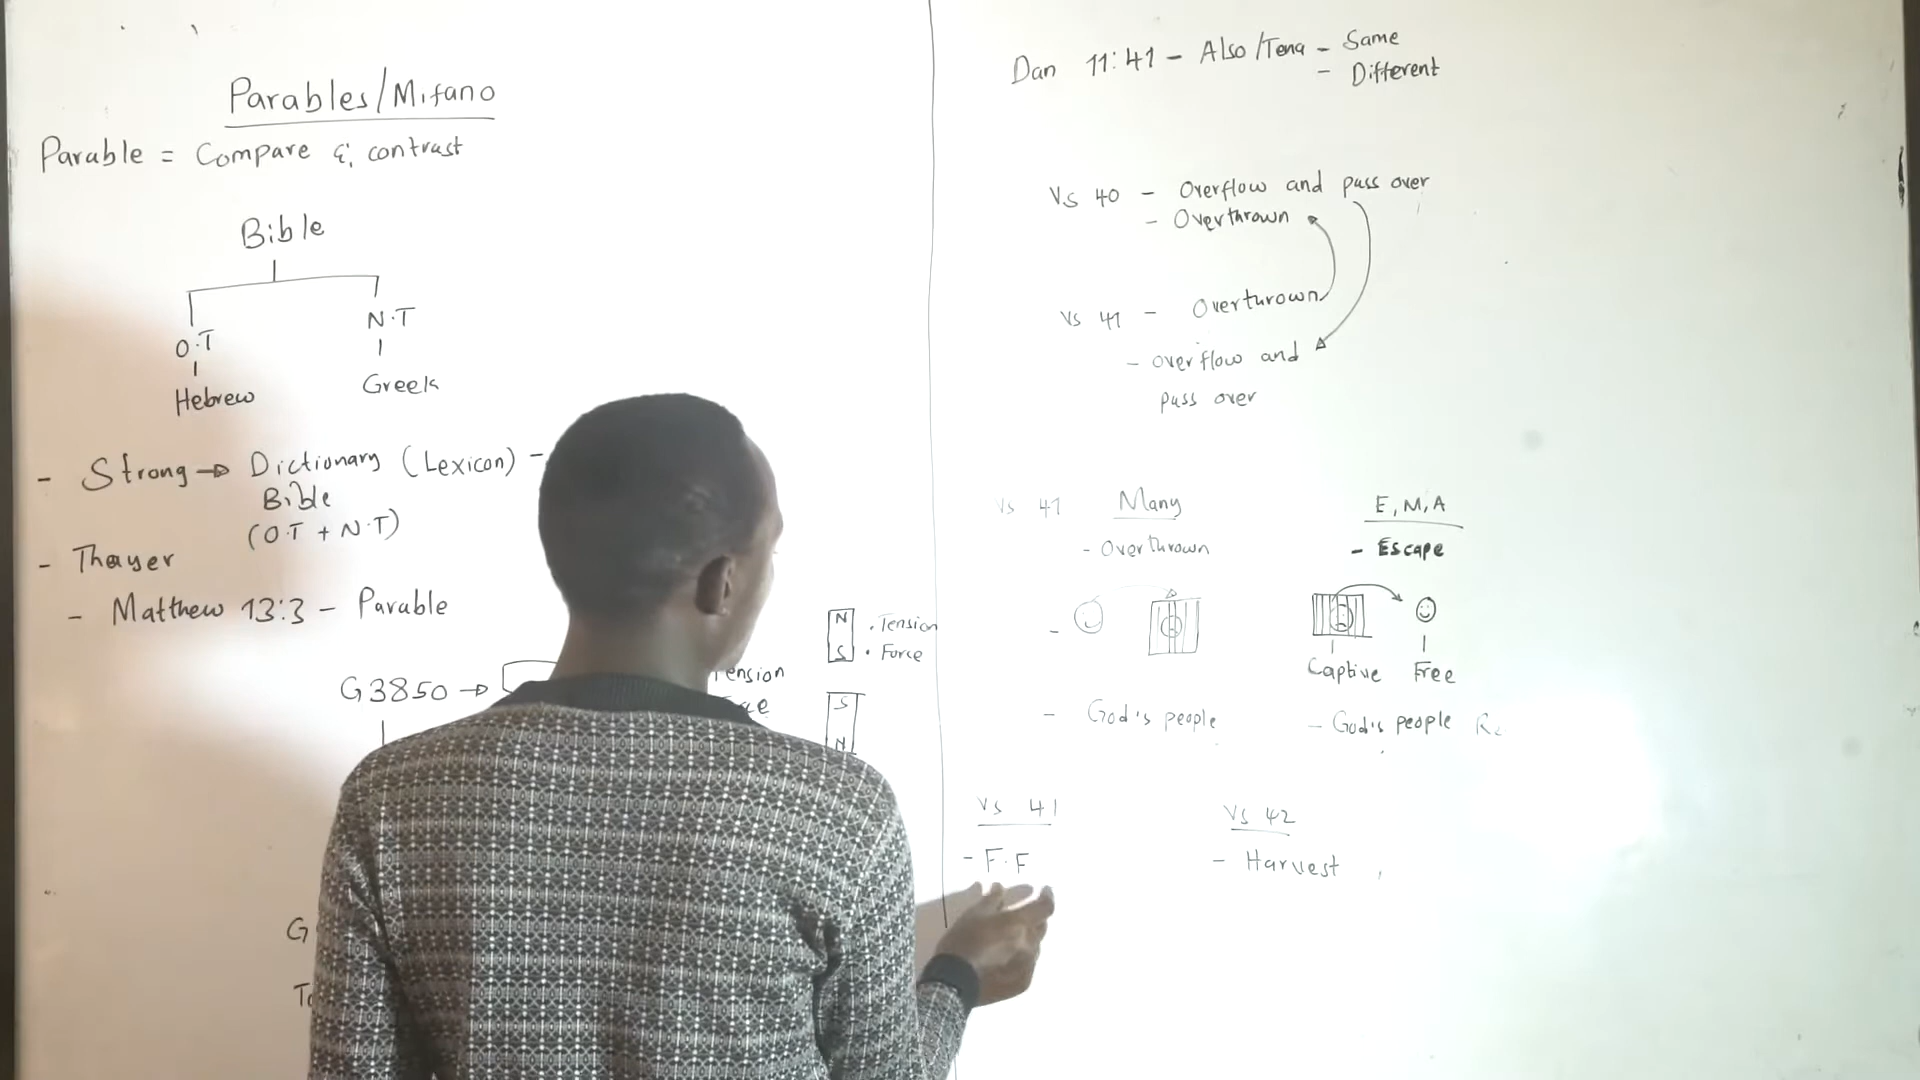 Parables/Mifano
Parable = Compare & contrast
Bible
O.T
N.T
Hebrew
Greek
- Strong → Dictionary (Lexicon) -
Bible
(O.T + N.T)
- Thayer
- Matthew 13:3 - Parable
G3850 →
N
S
. Tension
. Force
ension
S
N
G
Dan 11:41 - Also/Tena - Same
- Different
Vs 40 - Overflow and pass over
- Overthrown
Vs 41 - Overthrown
- overflow and
pass over
Vs 41 Many
- Overthrown
E, M, A
- Escape
Captive Free
- God's people
- God's people
Vs 41
- F.F
Vs 42
- Harvest